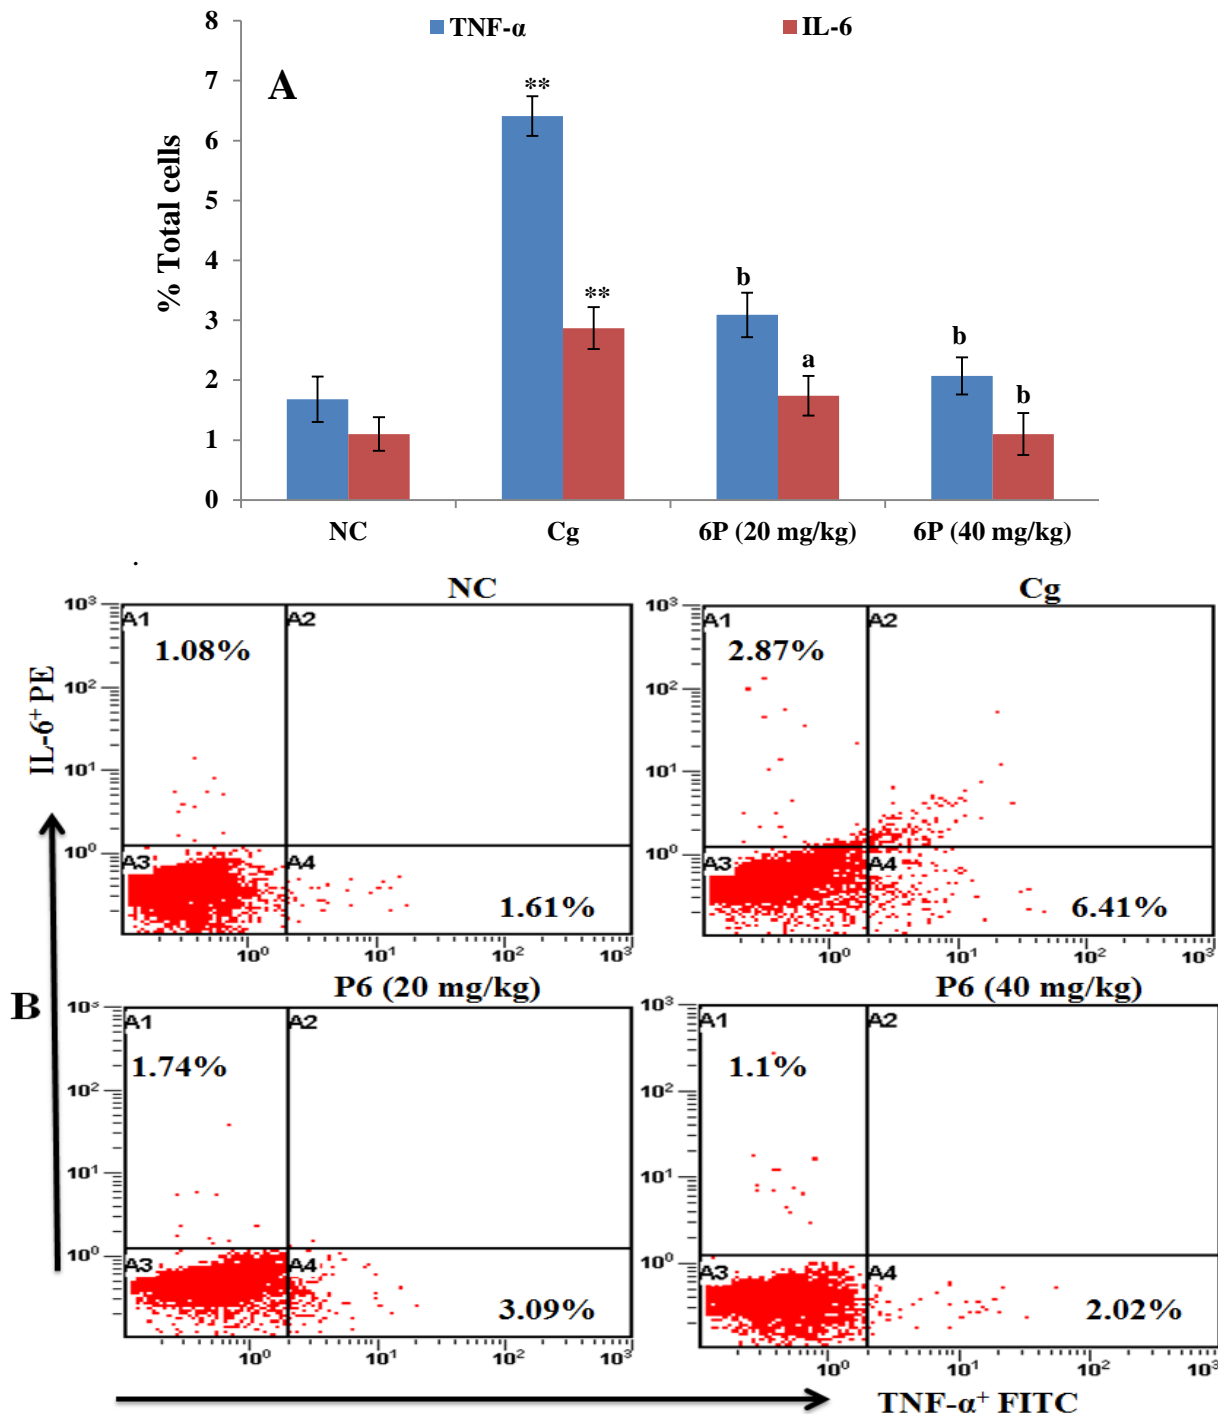 8
TNF-α
IL-6
7
A
**
6
5
% Total cells
4
**
b
3
a
b
b
2
1
0
NC
Cg
6P (20 mg/kg)
6P (40 mg/kg)
.
NC
Cg
10³
A1
A2
1.08%
10²
IL-6⁺ PE
10¹
10⁰
A3
A4
1.61%
10⁰
10¹
10²
10³
10³
A1
A2
2.87%
10²
10¹
10⁰
A3
A4
6.41%
10⁰
10¹
10²
10³
B
P6 (20 mg/kg)
P6 (40 mg/kg)
10³
A1
A2
1.74%
10²
10¹
10⁰
A3
A4
3.09%
10⁰
10¹
10²
10³
10³
A1
A2
1.1%
10²
10¹
10⁰
A3
A4
2.02%
10⁰
10¹
10²
10³
TNF-α⁺ FITC